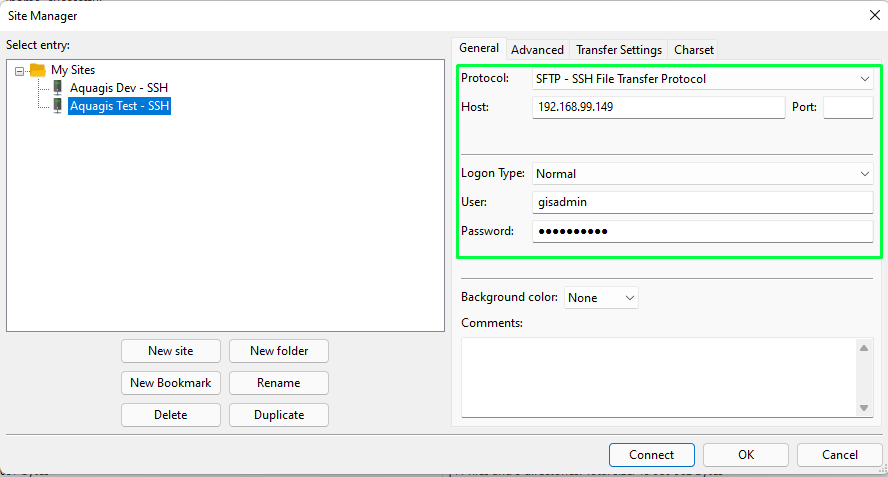 Site Manager
Select entry:
My Sites
Aquagis Dev - SSH
Aquagis Test - SSH
New site
New folder
New Bookmark
Rename
Delete
Duplicate
General
Advanced
Transfer Settings
Charset
Protocol:
SFTP - SSH File Transfer Protocol
Host:
192.168.99.149
Port:
Logon Type:
Normal
User:
gisadmin
Password:
●●●●●●●●●●
Background color:
None
Comments:
Connect
OK
Cancel